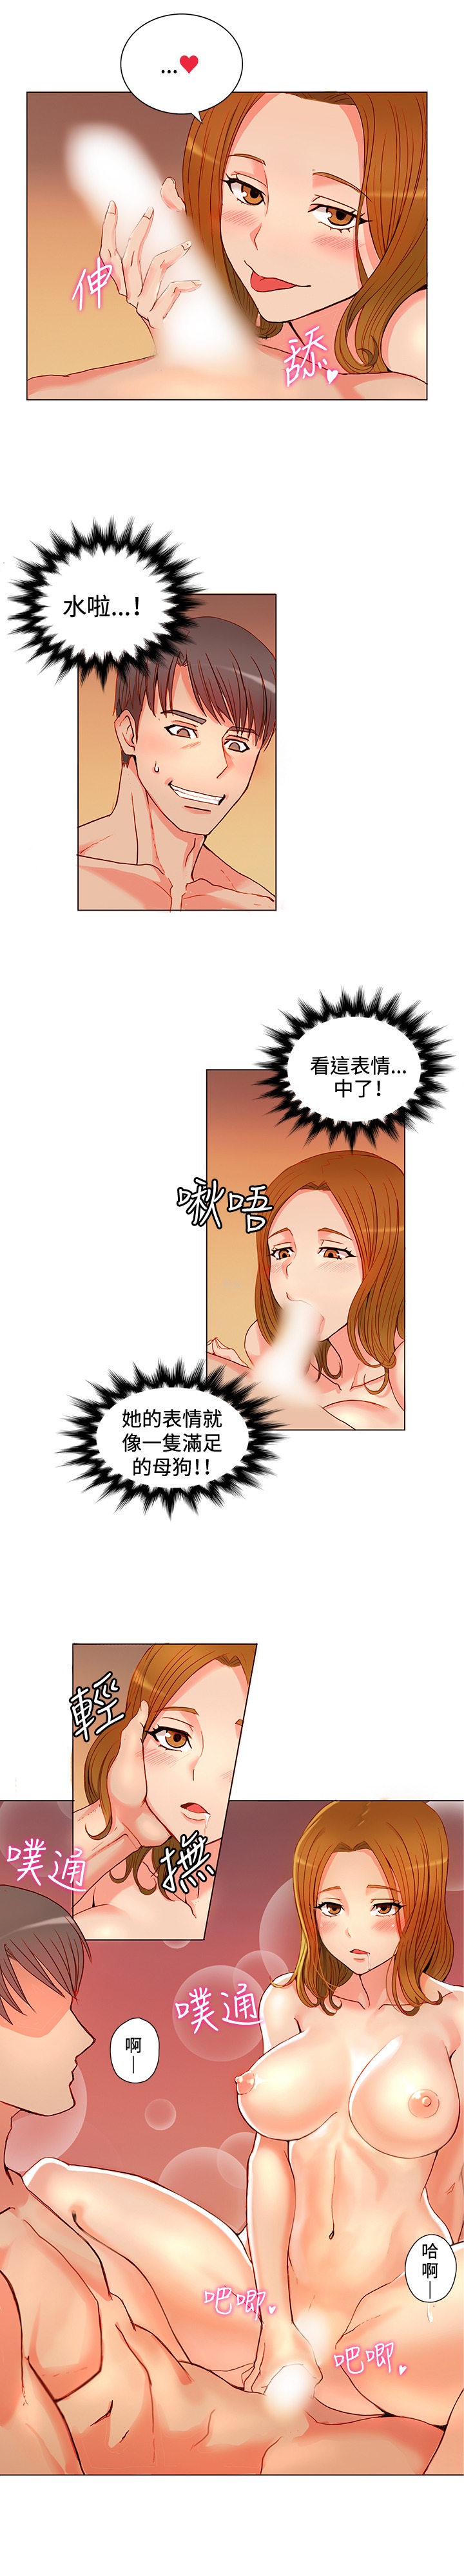 ...♥
伸
舔♥
水啦...!
看這表情...
中了!
啾唔
她的表情就
像一隻滿足
的母狗!!
輕
撫
噗通
噗通
啊—
哈啊—
吧唧♥
吧唧♥